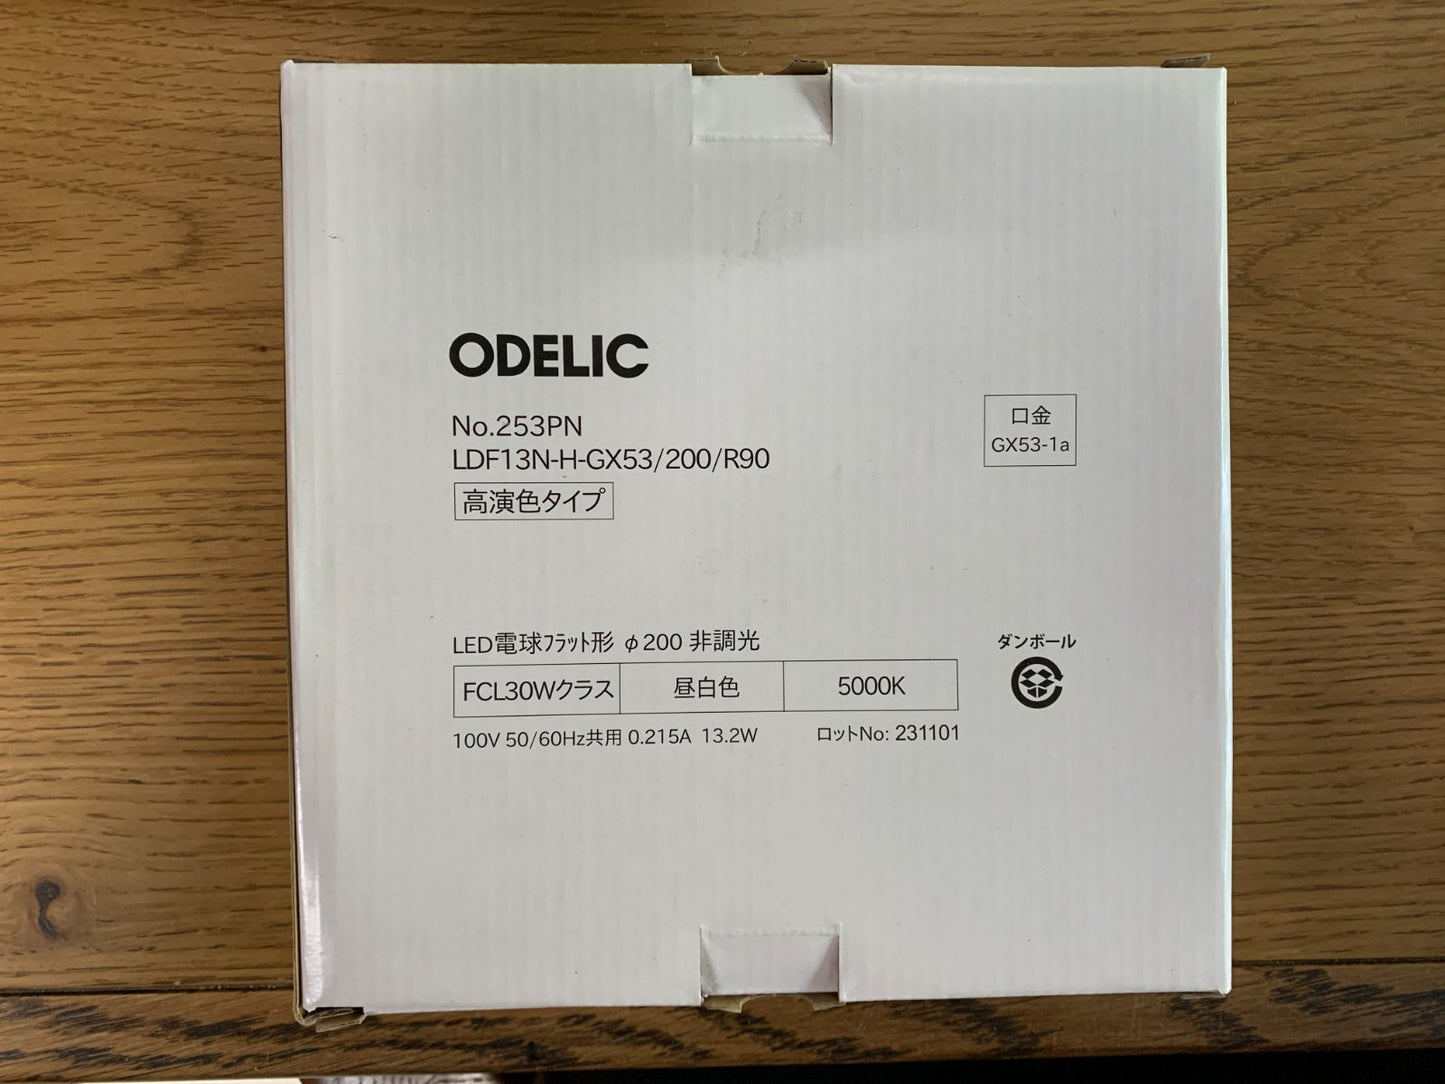 ODELIC
No.253PN
LDF13N-H-GX53/200/R90
高演色タイプ
口金
GX53-1a
LED電球フラット形 φ200 非調光
FCL30Wクラス 昼白色 5000K
100V 50/60Hz共用 0.215A 13.2W ロットNo: 231101
ダンボール